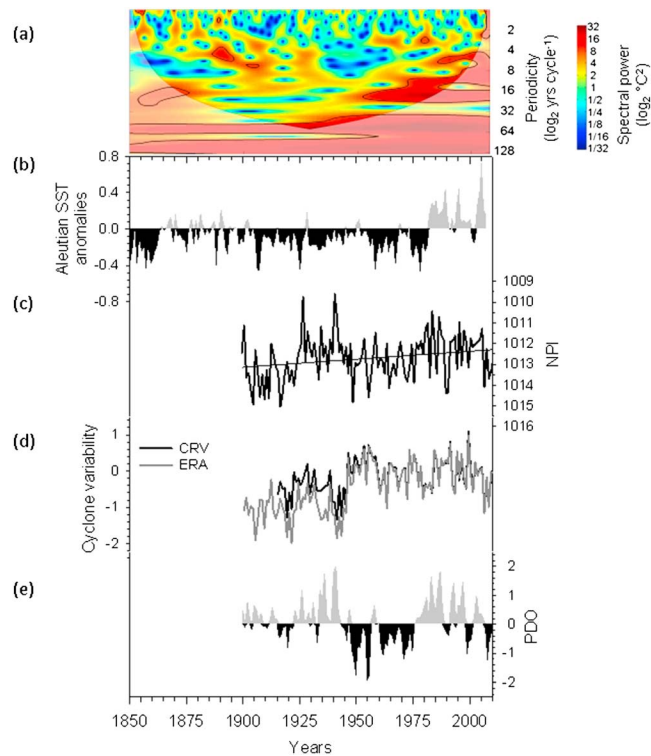 (a)
2
4
8
16
32
64
128
Periodicity
(log2 yrs cycle-1)
32
16
8
4
2
1
1/2
1/4
1/8
1/16
1/32
Spectral power
(log2 °C2)
(b)
0.8
0.4
0.0
-0.4
-0.8
Aleutian SST
anomalies
(c)
1009
1010
1011
1012
1013
1014
1015
1016
NPI
(d)
1
0
-1
-2
Cyclone variability
CRV
ERA
(e)
2
1
0
-1
-2
PDO
1850 1875 1900 1925 1950 1975 2000
Years